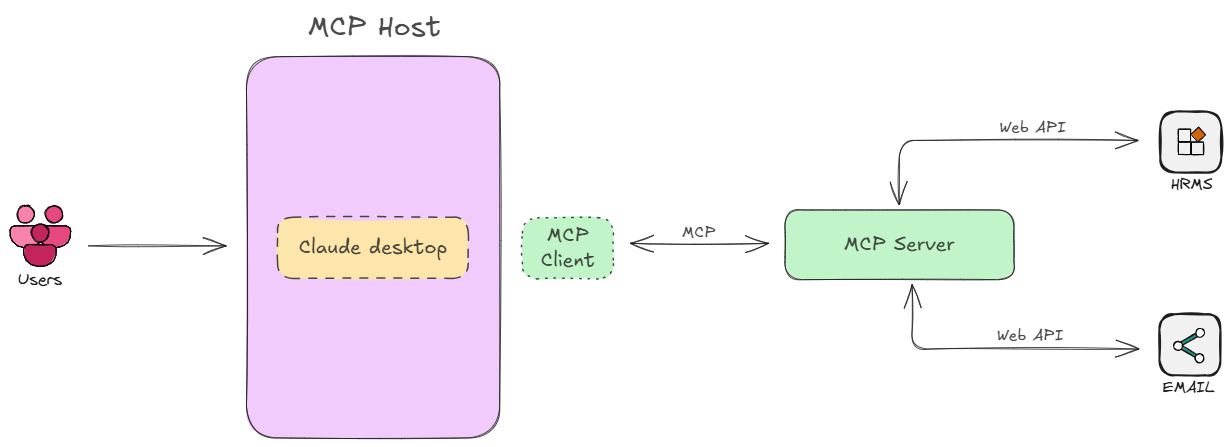 MCP Host
Users
Claude desktop
MCP
Client
MCP
MCP Server
Web API
HRMS
Web API
EMAIL